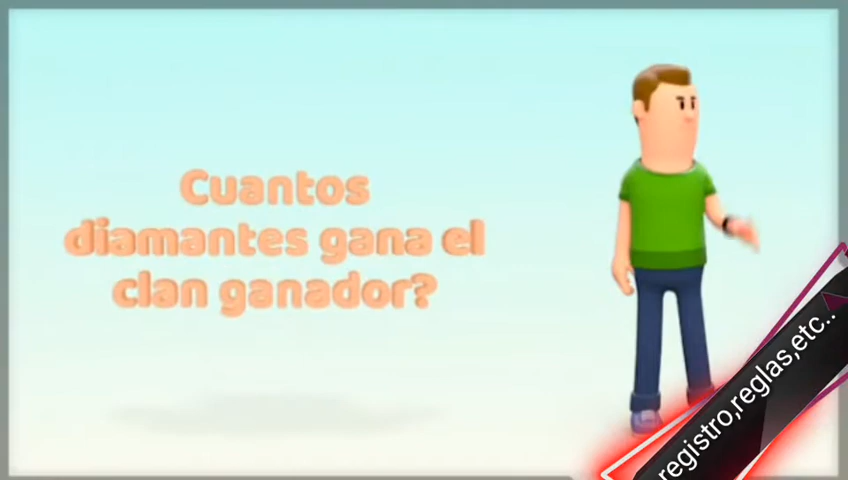 Cuantos
diamantes gana el
clan ganador?
registro,reglas,etc..